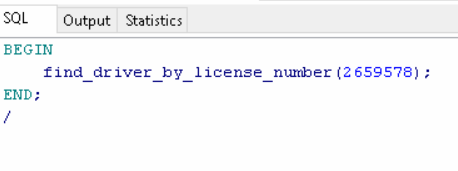 SQL Output Statistics
BEGIN
    find_driver_by_license_number(2659578);
END;
/